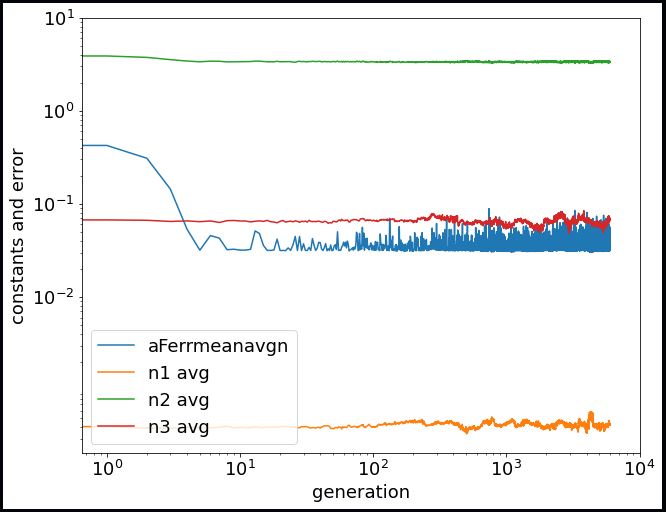 10^1
10^0
10^-1
10^-2
constants and error
aFerrmeanavgn
n1 avg
n2 avg
n3 avg
10^0 10^1 10^2 10^3 10^4
generation